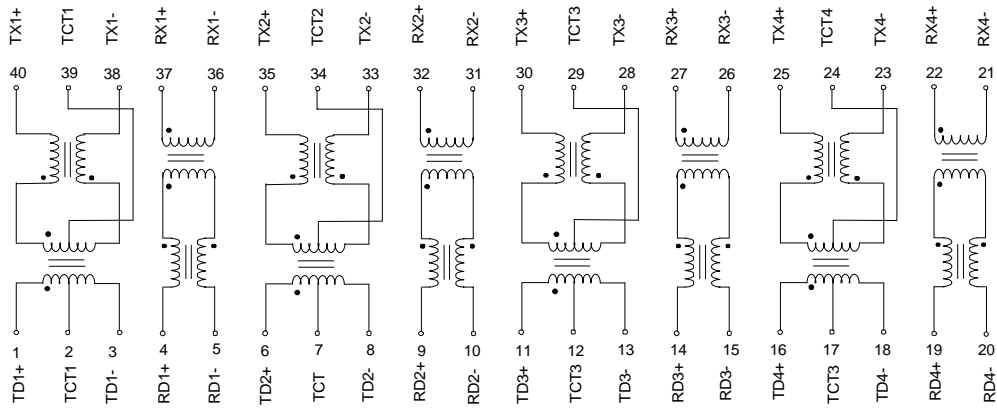 TX1+ TCT1 TX1- RX1+ RX1- TX2+ TCT2 TX2- RX2+ RX2- TX3+ TCT3 TX3- RX3+ RX3- TX4+ TCT4 TX4- RX4+ RX4-
40 39 38 37 36 35 34 33 32 31 30 29 28 27 26 25 24 23 22 21
1 2 3 4 5 6 7 8 9 10 11 12 13 14 15 16 17 18 19 20
TD1+ TCT1 TD1- RD1+ RD1- TD2+ TCT TD2- RD2+ RD2- TD3+ TCT3 TD3- RD3+ RD3- TD4+ TCT3 TD4- RD4+ RD4-